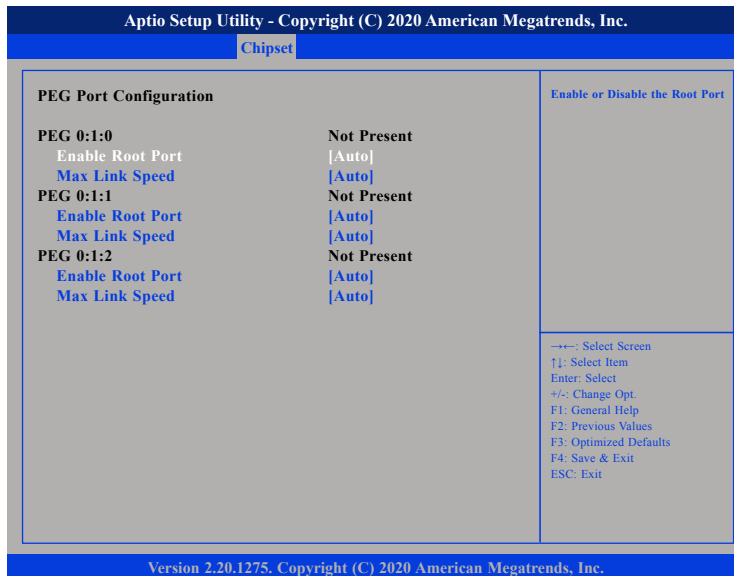 Aptio Setup Utility - Copyright (C) 2020 American Megatrends, Inc.
Chipset
PEG Port Configuration
PEG 0:1:0 Not Present
Enable Root Port [Auto]
Max Link Speed [Auto]
PEG 0:1:1 Not Present
Enable Root Port [Auto]
Max Link Speed [Auto]
PEG 0:1:2 Not Present
Enable Root Port [Auto]
Max Link Speed [Auto]
Enable or Disable the Root Port
→←: Select Screen
↑↓: Select Item
Enter: Select
+/-: Change Opt.
F1: General Help
F2: Previous Values
F3: Optimized Defaults
F4: Save & Exit
ESC: Exit
Version 2.20.1275. Copyright (C) 2020 American Megatrends, Inc.